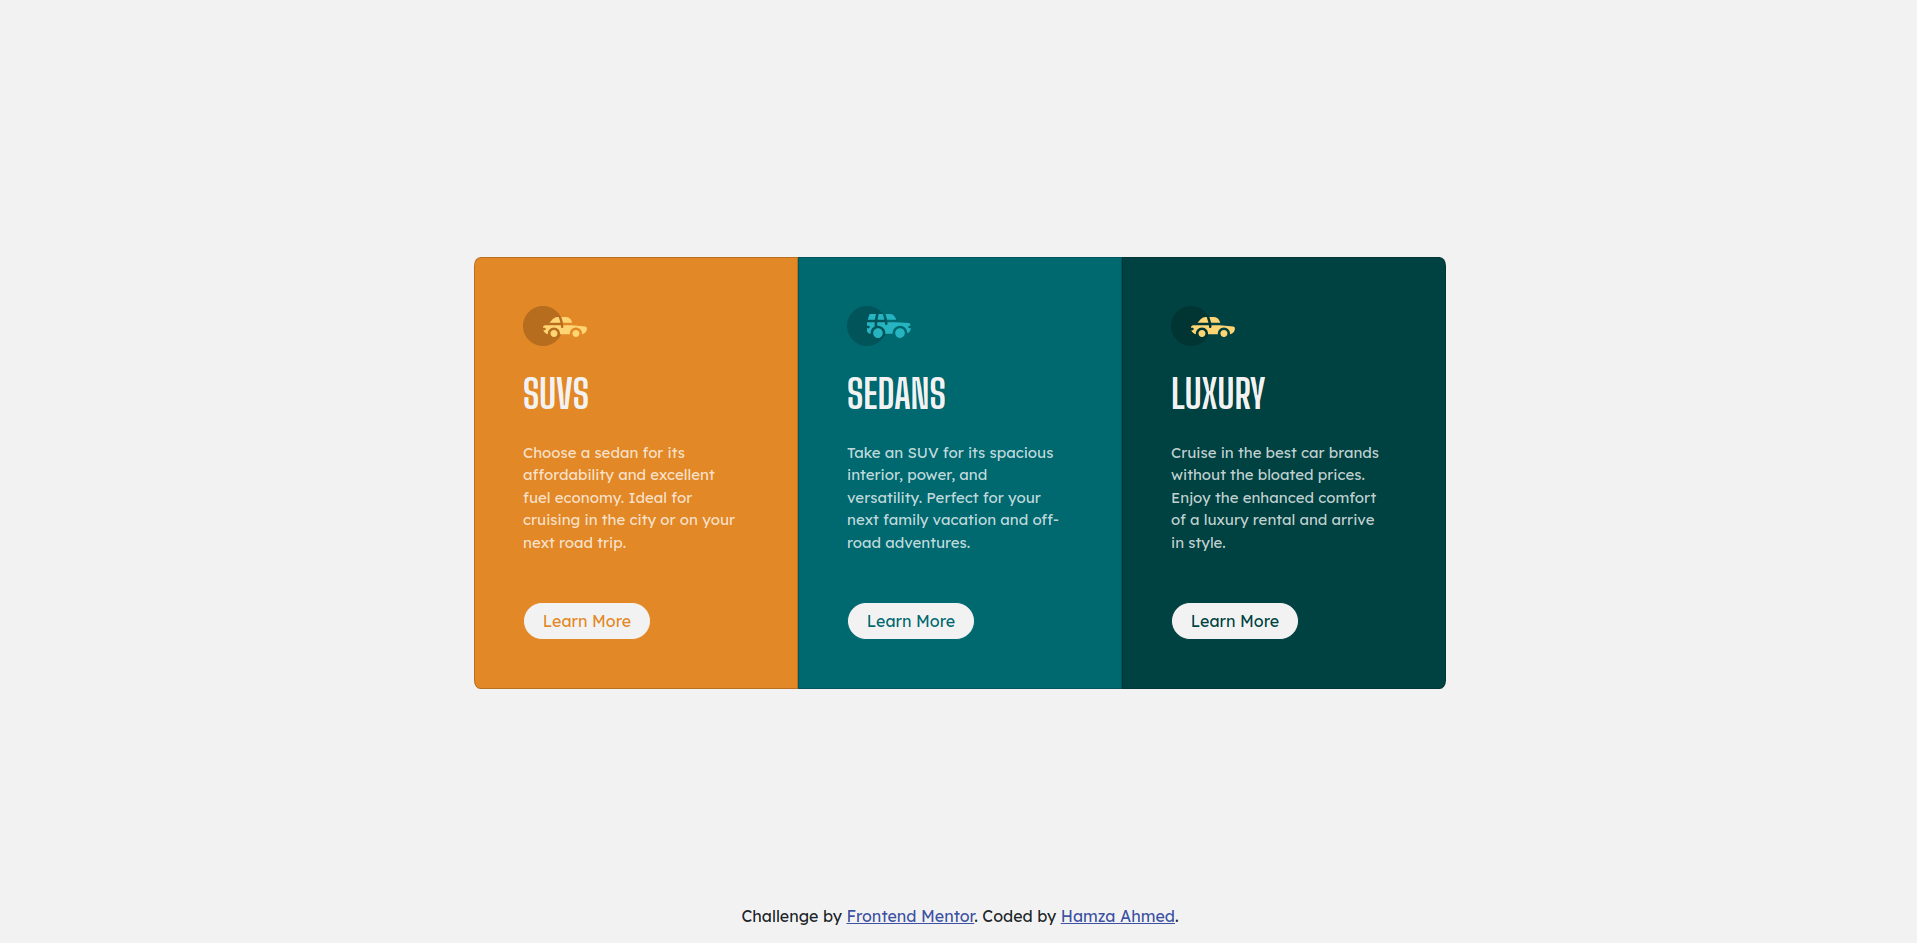 SUVS
Choose a sedan for its
affordability and excellent
fuel economy. Ideal for
cruising in the city or on your
next road trip.
Learn More
SEDANS
Take an SUV for its spacious
interior, power, and
versatility. Perfect for your
next family vacation and off-
road adventures.
Learn More
LUXURY
Cruise in the best car brands
without the bloated prices.
Enjoy the enhanced comfort
of a luxury rental and arrive
in style.
Learn More
Challenge by Frontend Mentor. Coded by Hamza Ahmed.